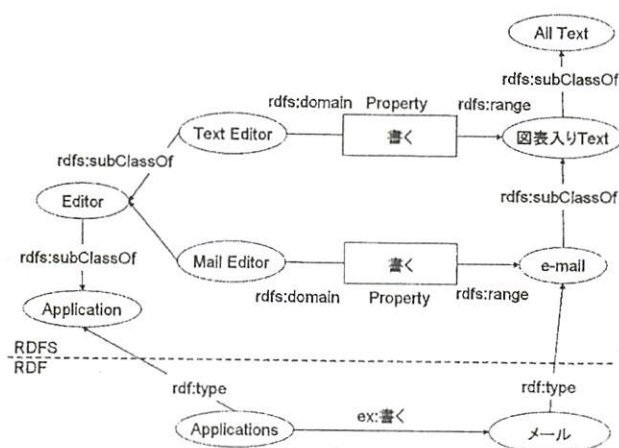 All Text
rdfs:subClassOf
rdfs:domain Property rdfs:range
Text Editor 書く 図表入りText
rdfs:subClassOf
rdfs:subClassOf
Editor
rdfs:subClassOf Mail Editor 書く e-mail
rdfs:domain Property rdfs:range
Application
RDFS
RDF
rdf:type rdf:type
Applications ex:書く メール